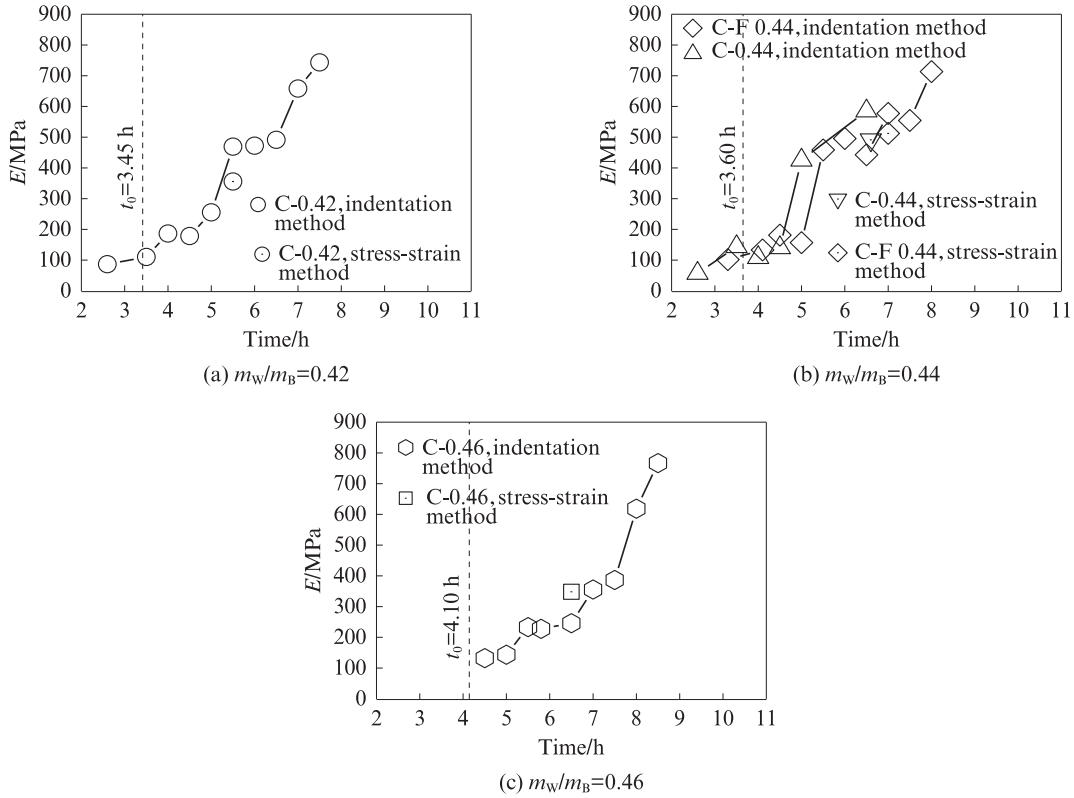 900
800
700
600
500
400
300
200
100
0
E/MPa
t₀=3.45 h
C-0.42,indentation
method
C-0.42,stress-strain
method
2 3 4 5 6 7 8 9 10 11
Time/h
(a) m_W/m_B=0.42
900
800
700
600
500
400
300
200
100
0
E/MPa
C-F 0.44,indentation method
C-0.44,indentation method
t₀=3.60 h
C-0.44,stress-strain
method
C-F 0.44,stress-strain
method
2 3 4 5 6 7 8 9 10 11
Time/h
(b) m_W/m_B=0.44
900
800
700
600
500
400
300
200
100
0
E/MPa
C-0.46,indentation
method
C-0.46,stress-strain
method
t₀=4.10 h
2 3 4 5 6 7 8 9 10 11
Time/h
(c) m_W/m_B=0.46